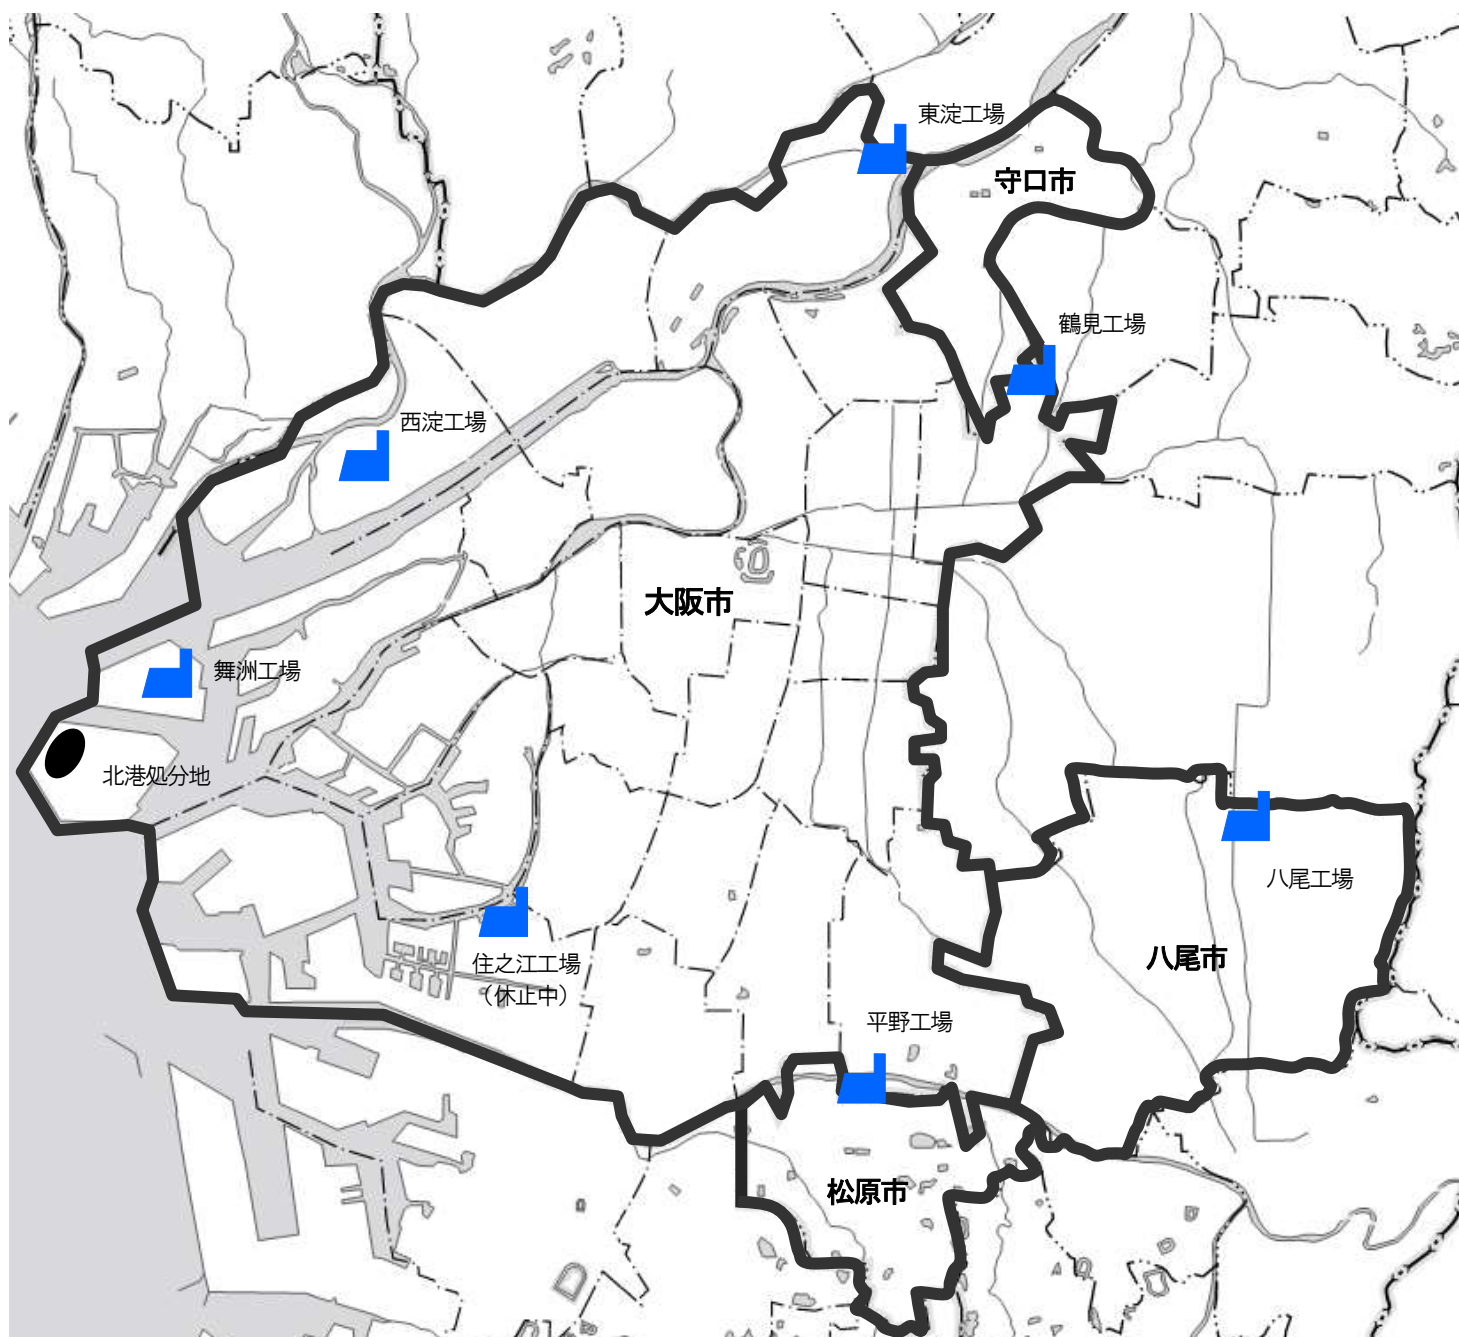 東淀工場
守口市
鶴見工場
西淀工場
大阪市
舞洲工場
北港処分地
八尾工場
八尾市
住之江工場
（休止中）
平野工場
松原市